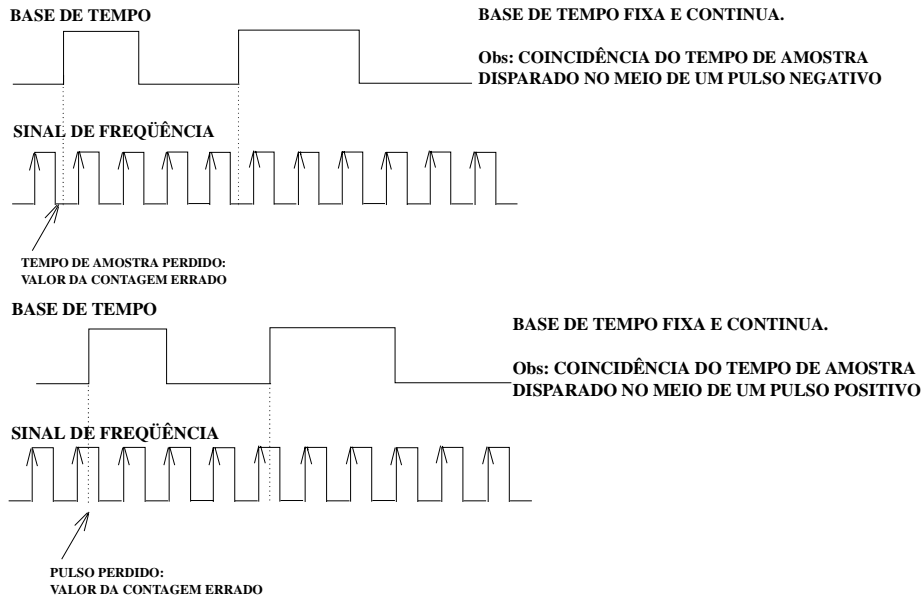 BASE DE TEMPO
BASE DE TEMPO FIXA E CONTINUA.
Obs: COINCIDÊNCIA DO TEMPO DE AMOSTRA
DISPARADO NO MEIO DE UM PULSO NEGATIVO
SINAL DE FREQÜÊNCIA
TEMPO DE AMOSTRA PERDIDO:
VALOR DA CONTAGEM ERRADO
BASE DE TEMPO
BASE DE TEMPO FIXA E CONTINUA.
Obs: COINCIDÊNCIA DO TEMPO DE AMOSTRA
DISPARADO NO MEIO DE UM PULSO POSITIVO
SINAL DE FREQÜÊNCIA
PULSO PERDIDO:
VALOR DA CONTAGEM ERRADO